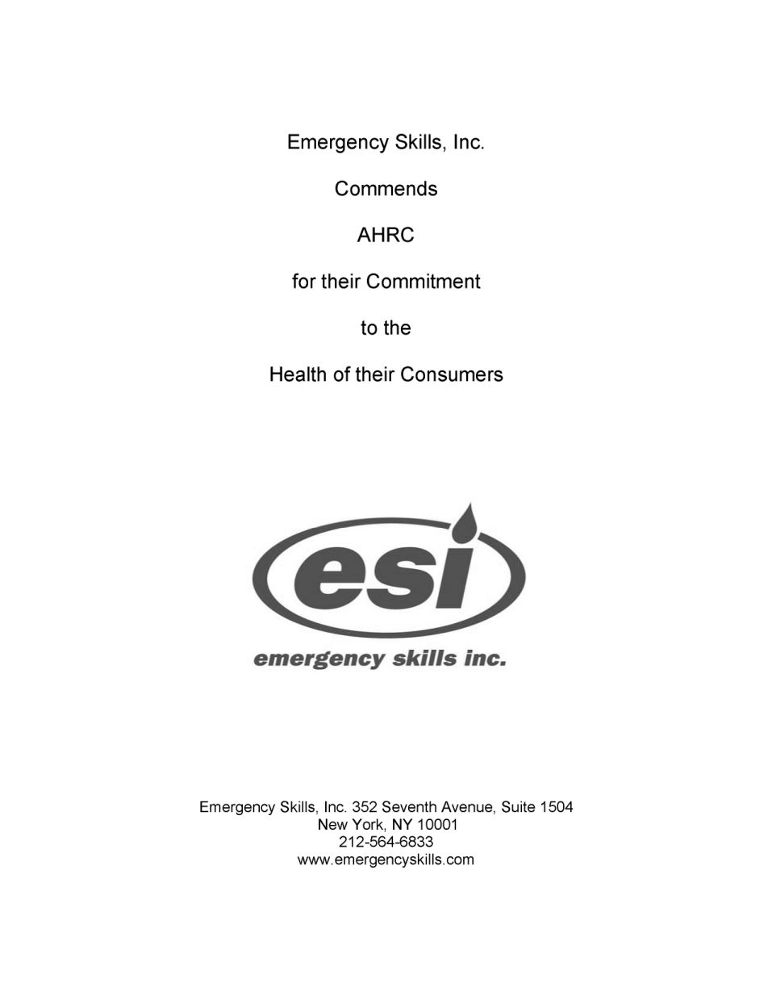 Emergency Skills, Inc.
Commends
AHRC
for their Commitment
to the
Health of their Consumers
esi
emergency skills inc.
Emergency Skills, Inc. 352 Seventh Avenue, Suite 1504
New York, NY 10001
212-564-6833
www.emergencyskills.com